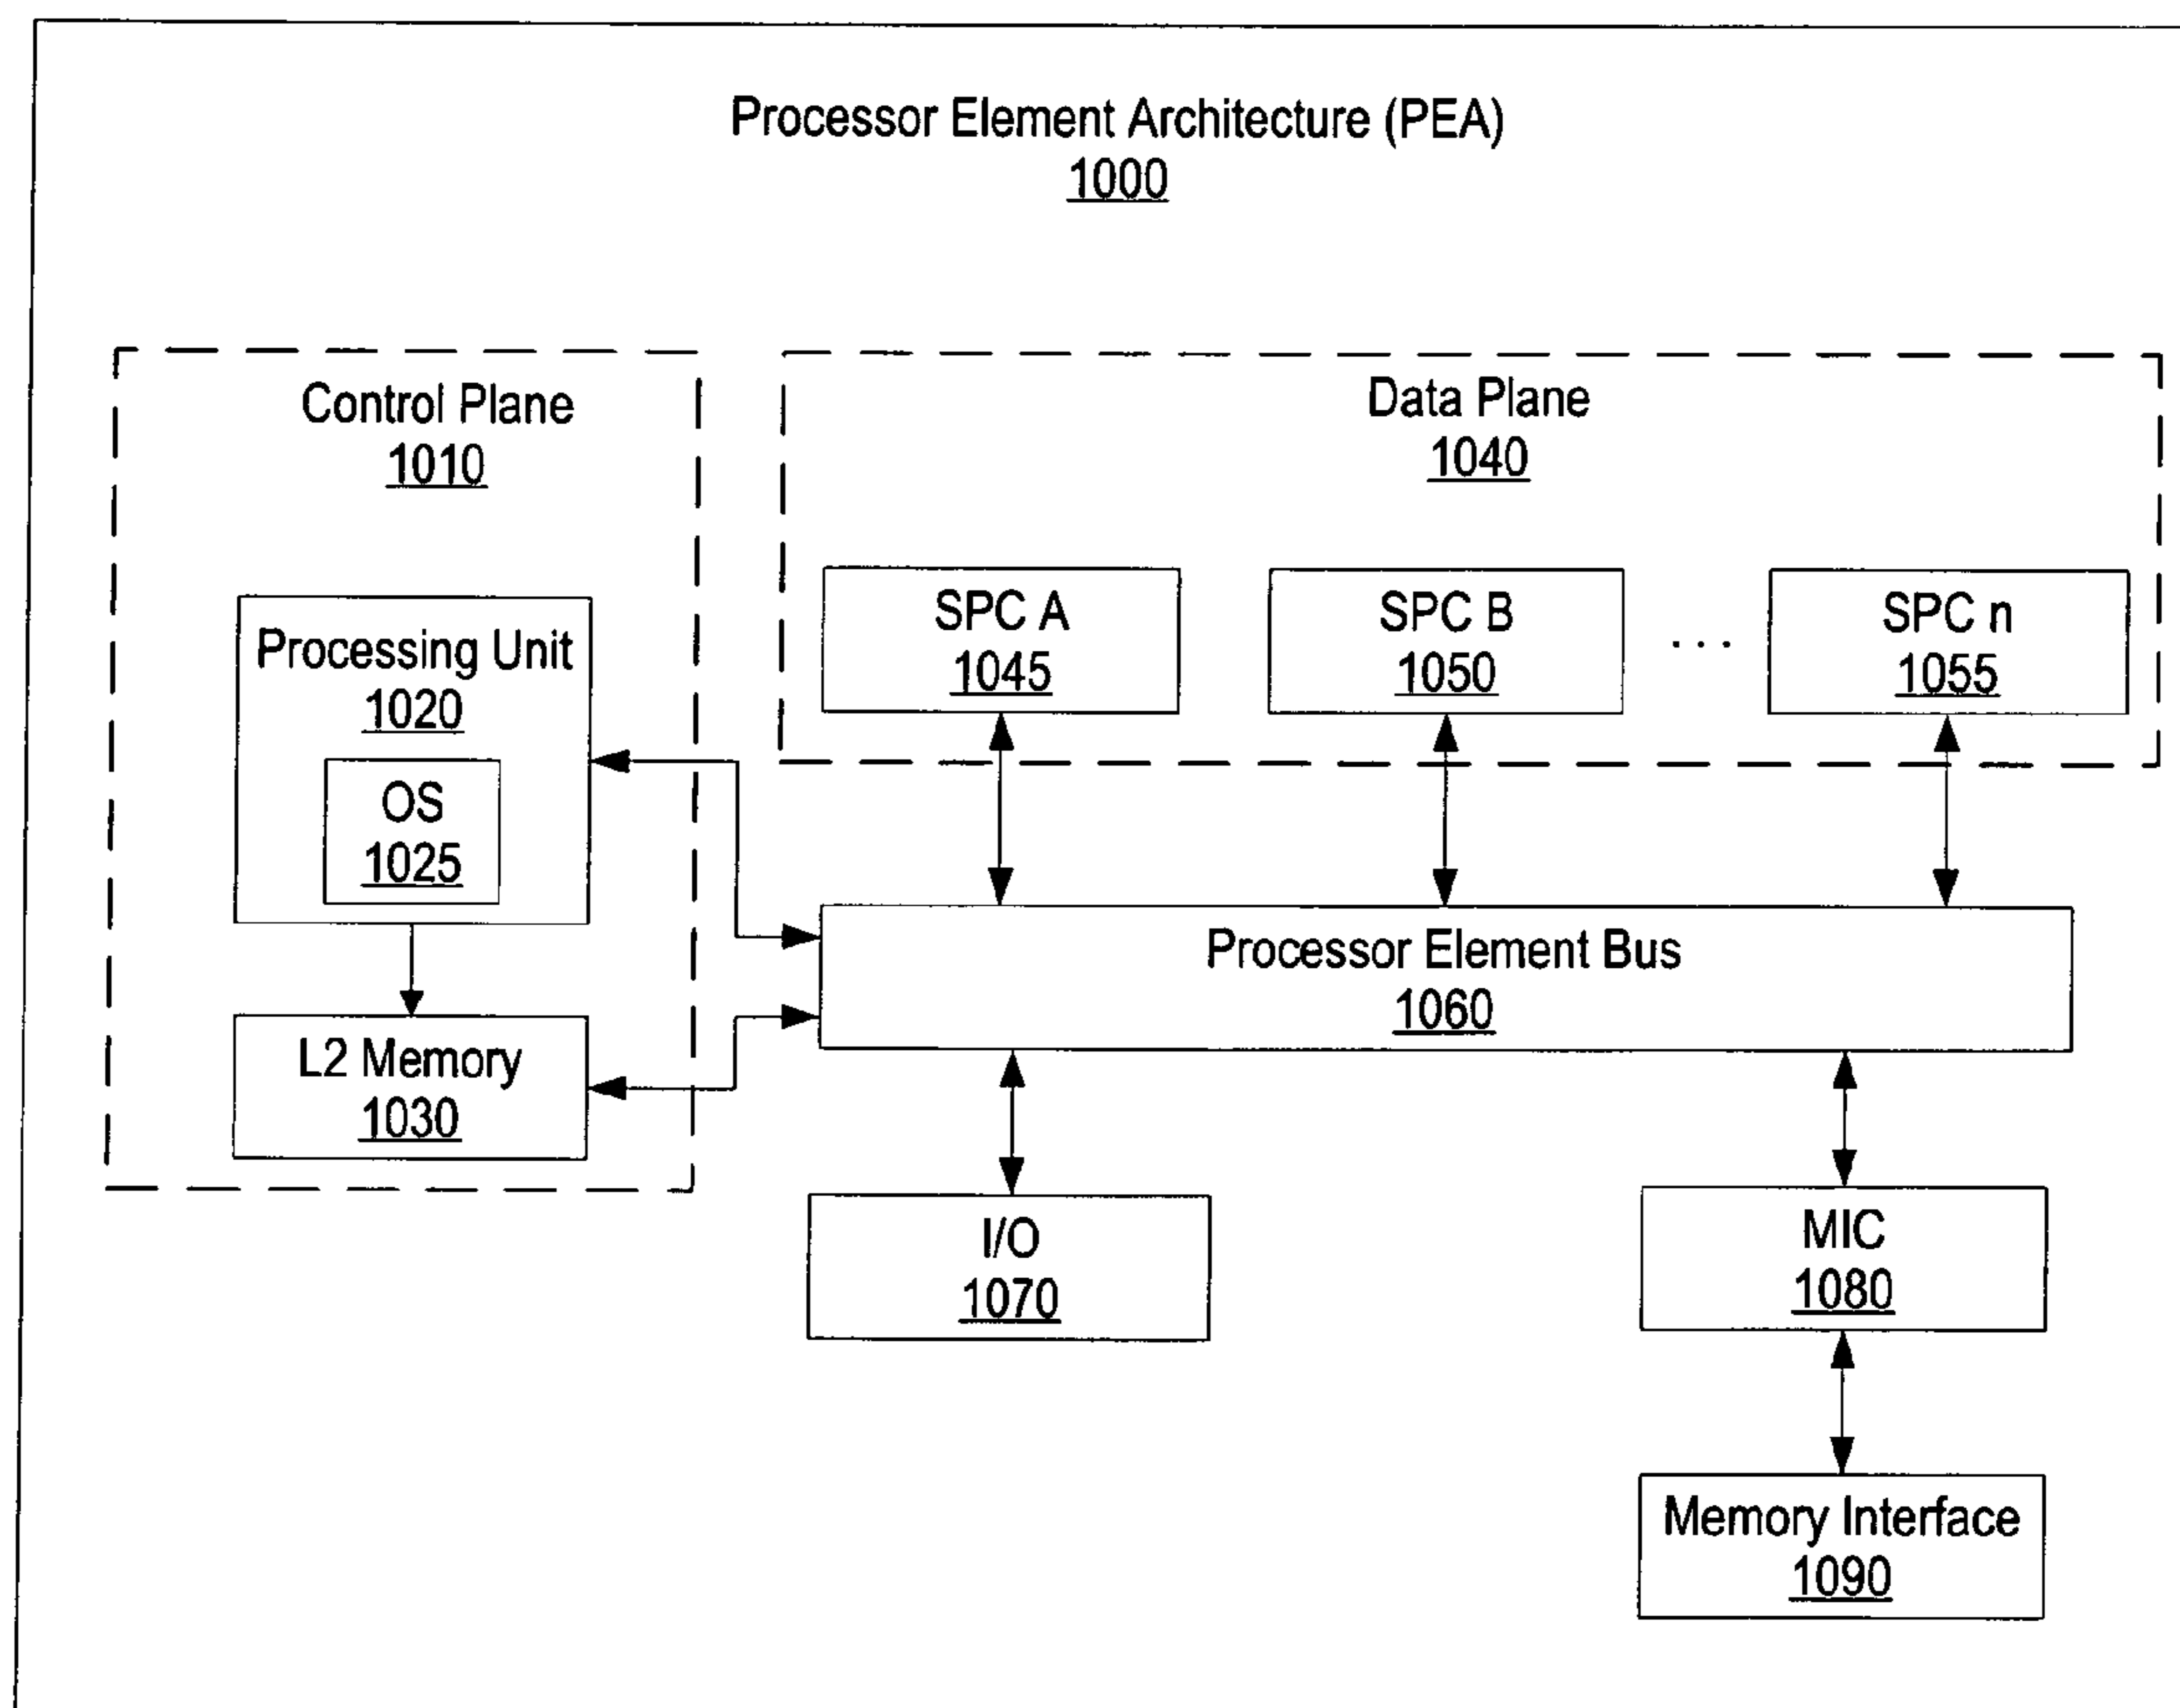 Processor Element Architecture (PEA)
1000
Control Plane
1010
Data Plane
1040
SPC A
1045
SPC B
1050
. . .
SPC n
1055
Processing Unit
1020
OS
1025
Processor Element Bus
1060
L2 Memory
1030
I/O
1070
MIC
1080
Memory Interface
1090